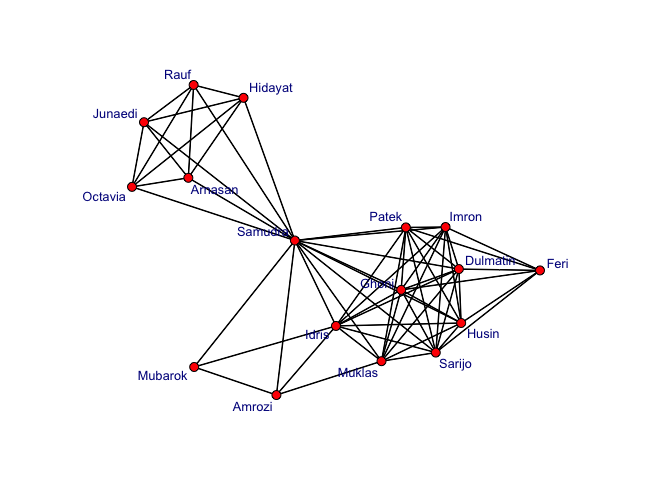 Rauf
Hidayat
Junaedi
Octavia
Arnasan
Samudra
Patek
Imron
Dulmatin
Feri
Ghoni
Idris
Husin
Muklas
Sarijo
Mubarok
Amrozi